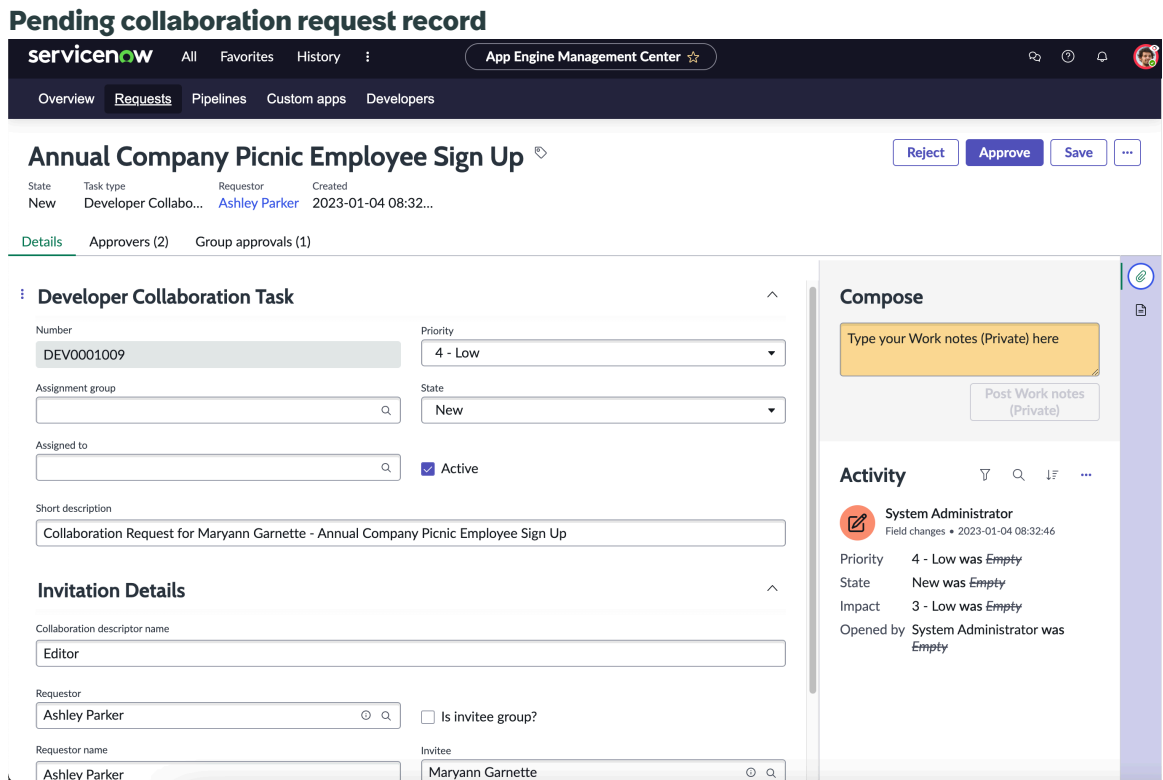 Pending collaboration request record
servicenow All Favorites History App Engine Management Center
Overview Requests Pipelines Custom apps Developers
Annual Company Picnic Employee Sign Up
Reject Approve Save
State Task type Requestor Created
New Developer Collabo... Ashley Parker 2023-01-04 08:32...
Details Approvers (2) Group approvals (1)
Developer Collaboration Task
Number Priority
DEV0001009 4 - Low
Assignment group State
New
Assigned to
Active
Short description
Collaboration Request for Maryann Garnette - Annual Company Picnic Employee Sign Up
Invitation Details
Collaboration descriptor name
Editor
Requestor
Ashley Parker Is invitee group?
Requestor name Invitee
Ashley Parker Maryann Garnette
Compose
Type your Work notes (Private) here
Post Work notes
(Private)
Activity
System Administrator
Field changes • 2023-01-04 08:32:46
Priority 4 - Low was Empty
State New was Empty
Impact 3 - Low was Empty
Opened by System Administrator was
Empty